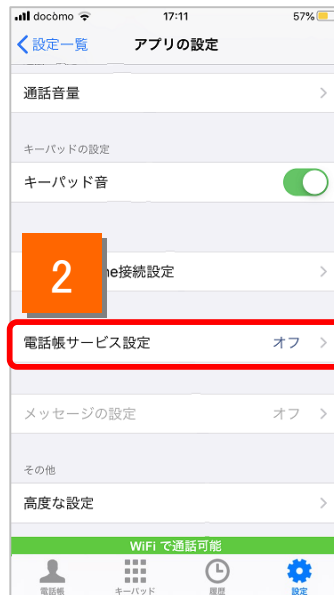 docomo 17:11 57%
設定一覧 アプリの設定
通話音量
キーパッドの設定
キーパッド音
2
ne接続設定
電話帳サービス設定 オフ
メッセージの設定 オフ
その他
高度な設定
WiFi で通話可能
電話帳 キーパッド 履歴 設定